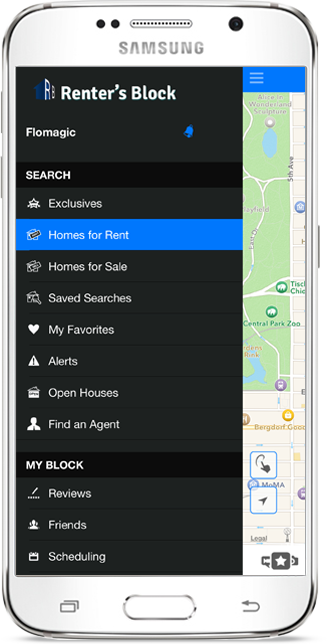 SAMSUNG
Renter's Block
Flomagic
SEARCH
Exclusives
Homes for Rent
Homes for Sale
Saved Searches
My Favorites
Alerts
Open Houses
Find an Agent
MY BLOCK
Reviews
Friends
Scheduling
Alice in
Wonderland
Sculpture
5th Ave
Central Park Zoo
Bergdorf Goo
MoMA
Legal